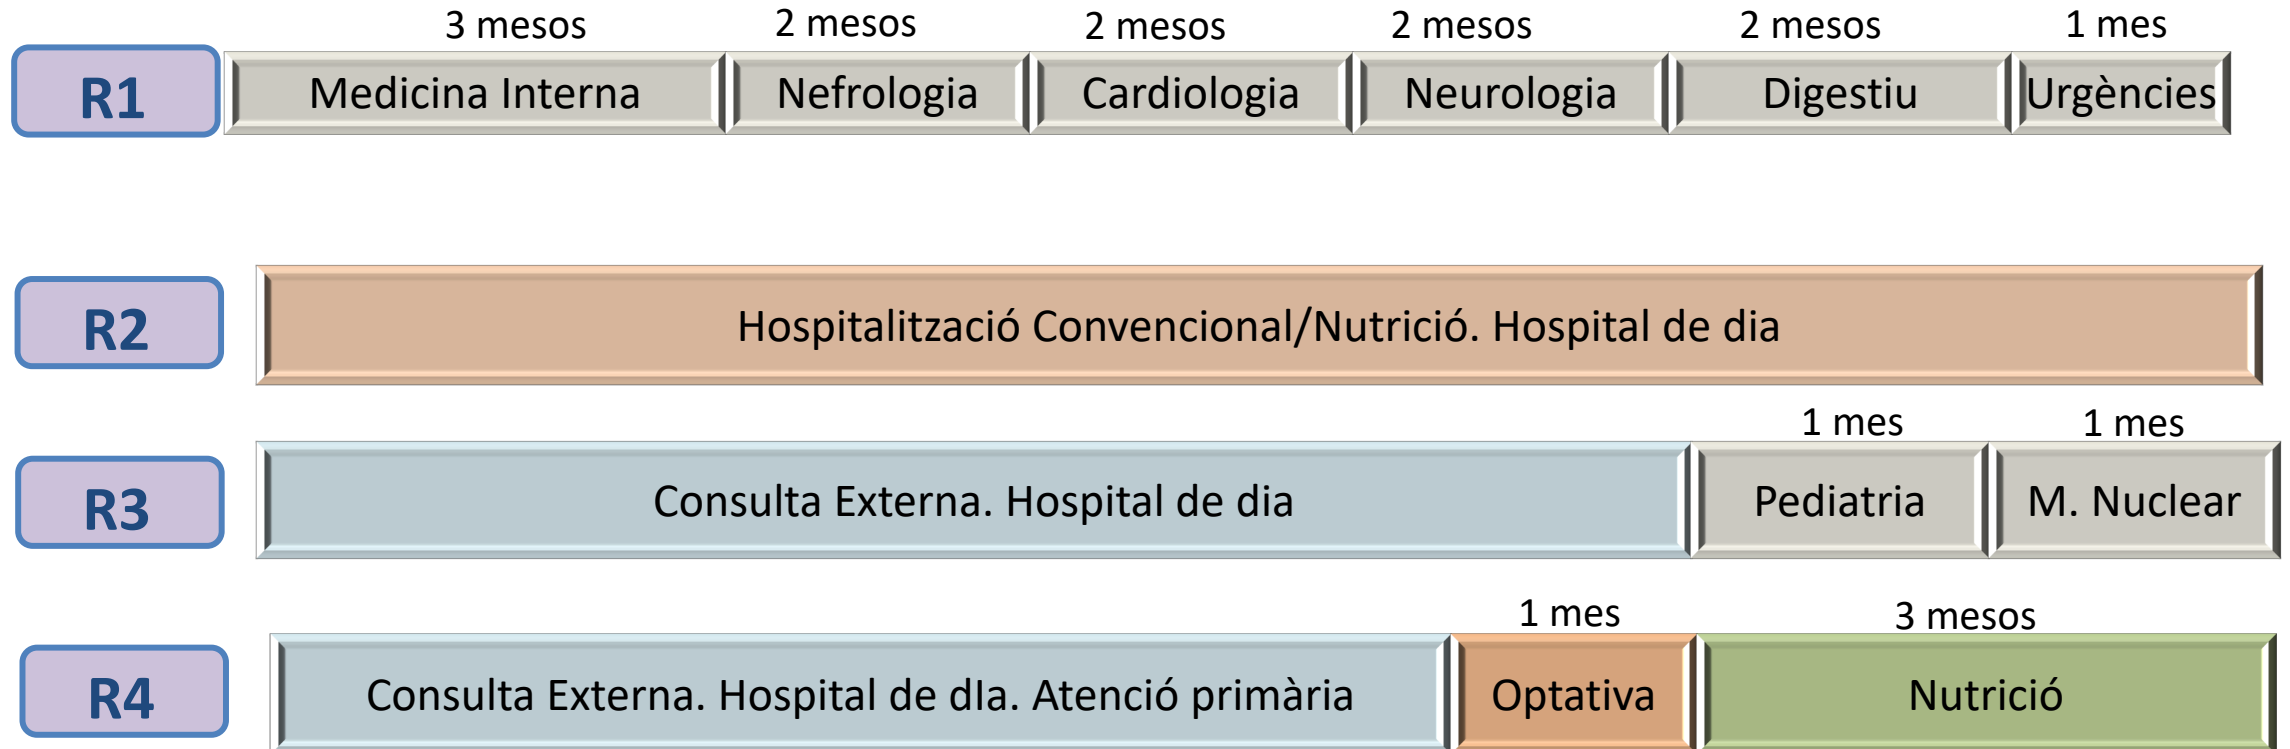 3 mesos 2 mesos 2 mesos 2 mesos 2 mesos 1 mes
R1 Medicina Interna Nefrologia Cardiologia Neurologia Digestiu Urgències
R2 Hospitalització Convencional/Nutrició. Hospital de dia
1 mes 1 mes
R3 Consulta Externa. Hospital de dia Pediatria M. Nuclear
1 mes 3 mesos
R4 Consulta Externa. Hospital de dIa. Atenció primària Optativa Nutrició